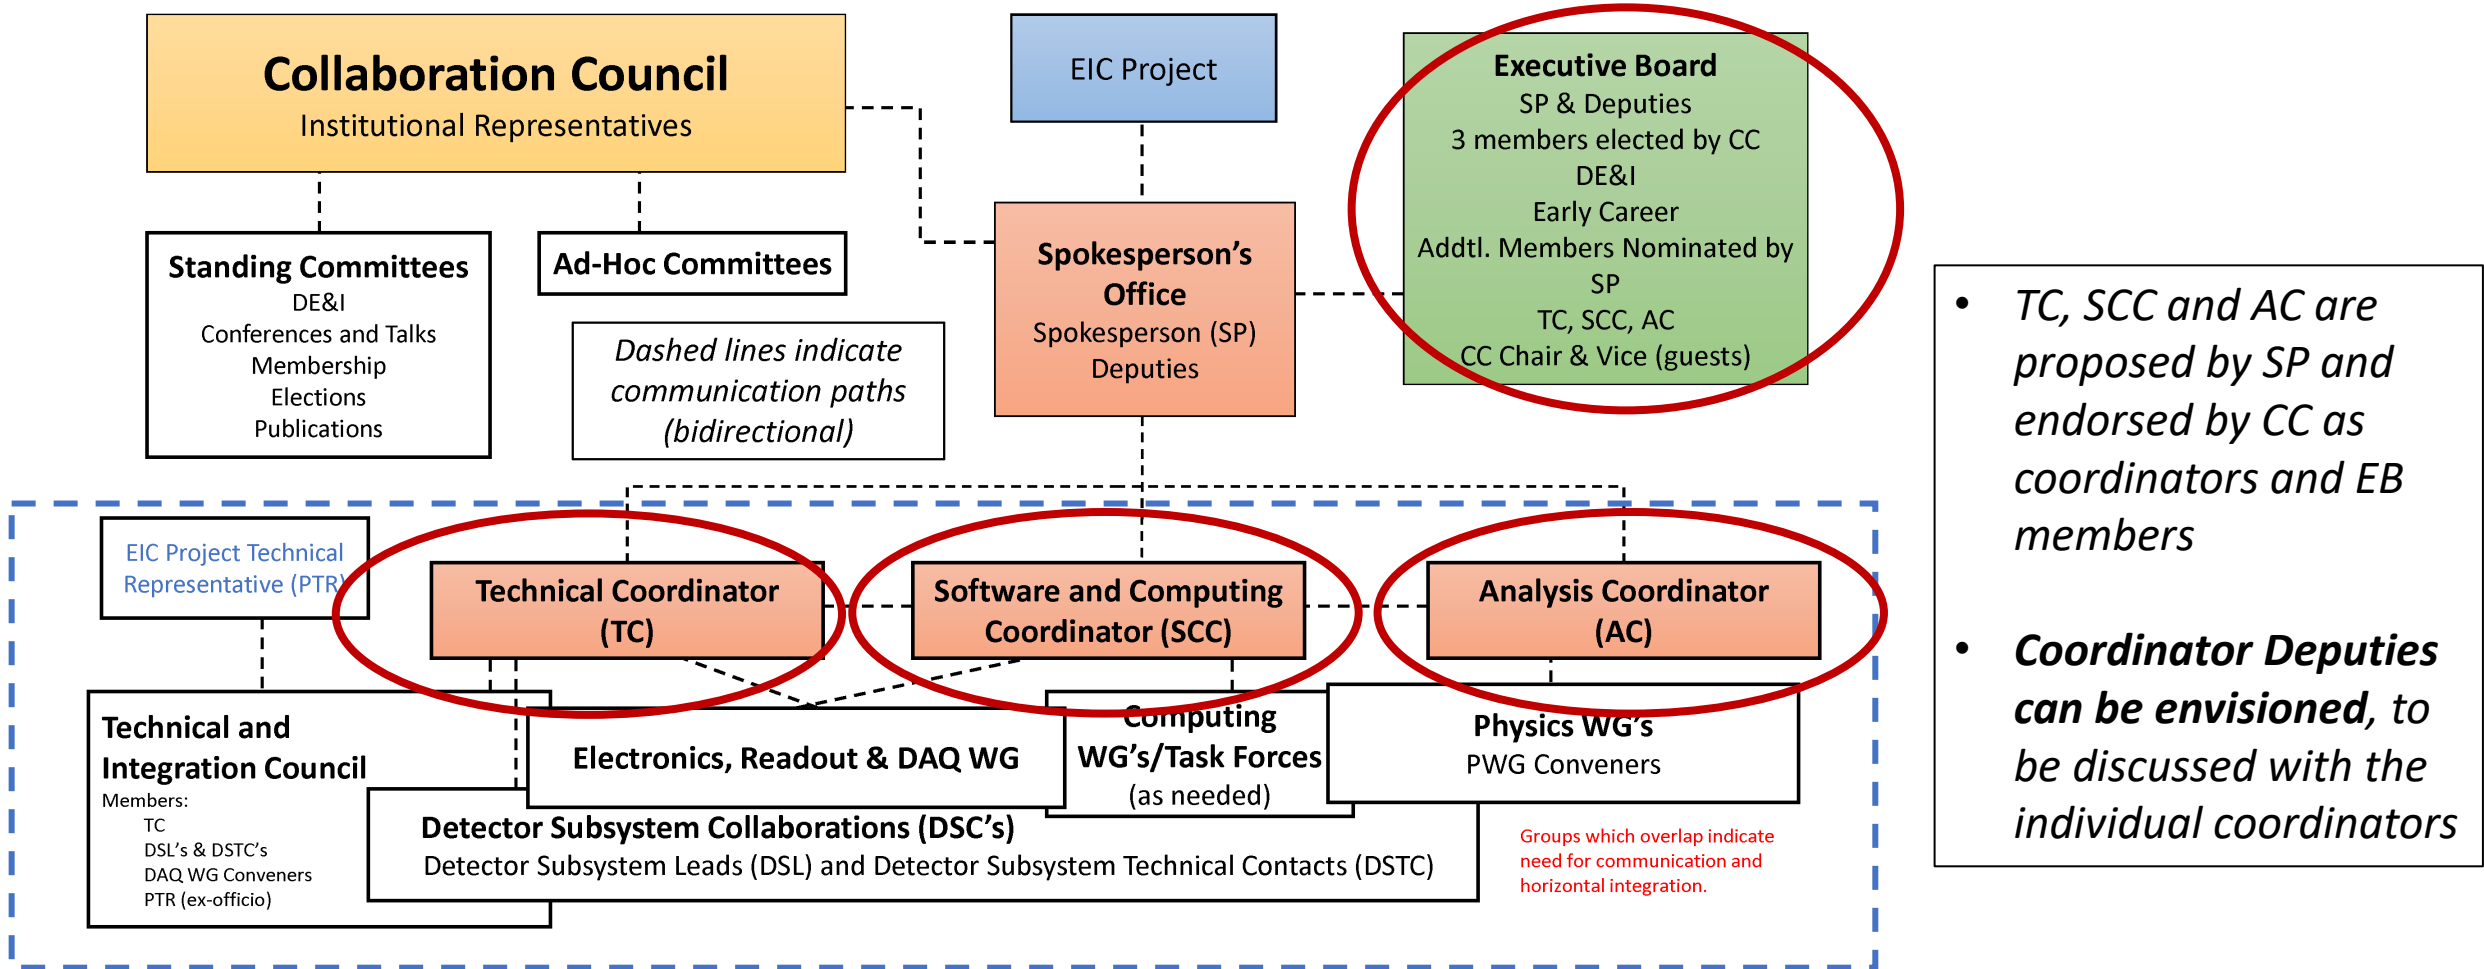 Collaboration Council
Institutional Representatives
EIC Project
Executive Board
SP & Deputies
3 members elected by CC
DE&I
Early Career
Addtl. Members Nominated by
SP
TC, SCC, AC
CC Chair & Vice (guests)
Standing Committees
DE&I
Conferences and Talks
Membership
Elections
Publications
Ad-Hoc Committees
Dashed lines indicate
communication paths
(bidirectional)
Spokesperson’s
Office
Spokesperson (SP)
Deputies
• TC, SCC and AC are
proposed by SP and
endorsed by CC as
coordinators and EB
members
• Coordinator Deputies
can be envisioned, to
be discussed with the
individual coordinators
EIC Project Technical
Representative (PTR)
Technical Coordinator
(TC)
Software and Computing
Coordinator (SCC)
Analysis Coordinator
(AC)
Technical and
Integration Council
Members:
TC
DSL’s & DSTC’s
DAQ WG Conveners
PTR (ex-officio)
Electronics, Readout & DAQ WG
Computing
WG’s/Task Forces
(as needed)
Physics WG’s
PWG Conveners
Detector Subsystem Collaborations (DSC’s)
Detector Subsystem Leads (DSL) and Detector Subsystem Technical Contacts (DSTC)
Groups which overlap indicate
need for communication and
horizontal integration.